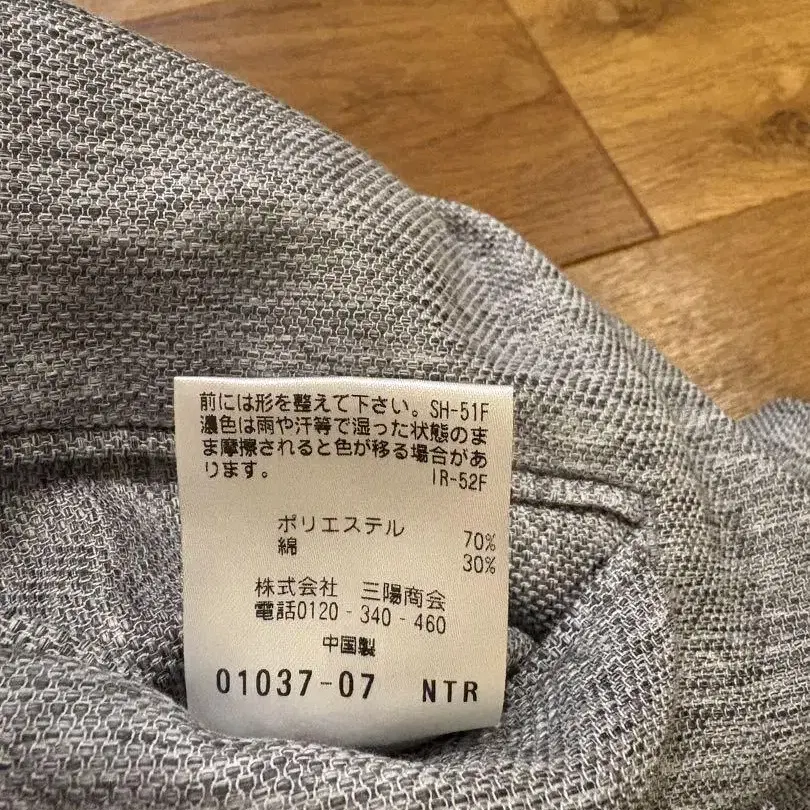 前には形を整えて下さい。SH-51F
濃色は雨や汗等で湿った状態のま
ま摩擦されると色が移る場合があ
ります。 IR-52F
ポリエステル 70%
綿 30%
株式会社 三陽商会
電話0120-340-460
中国製
01037-07 NTR